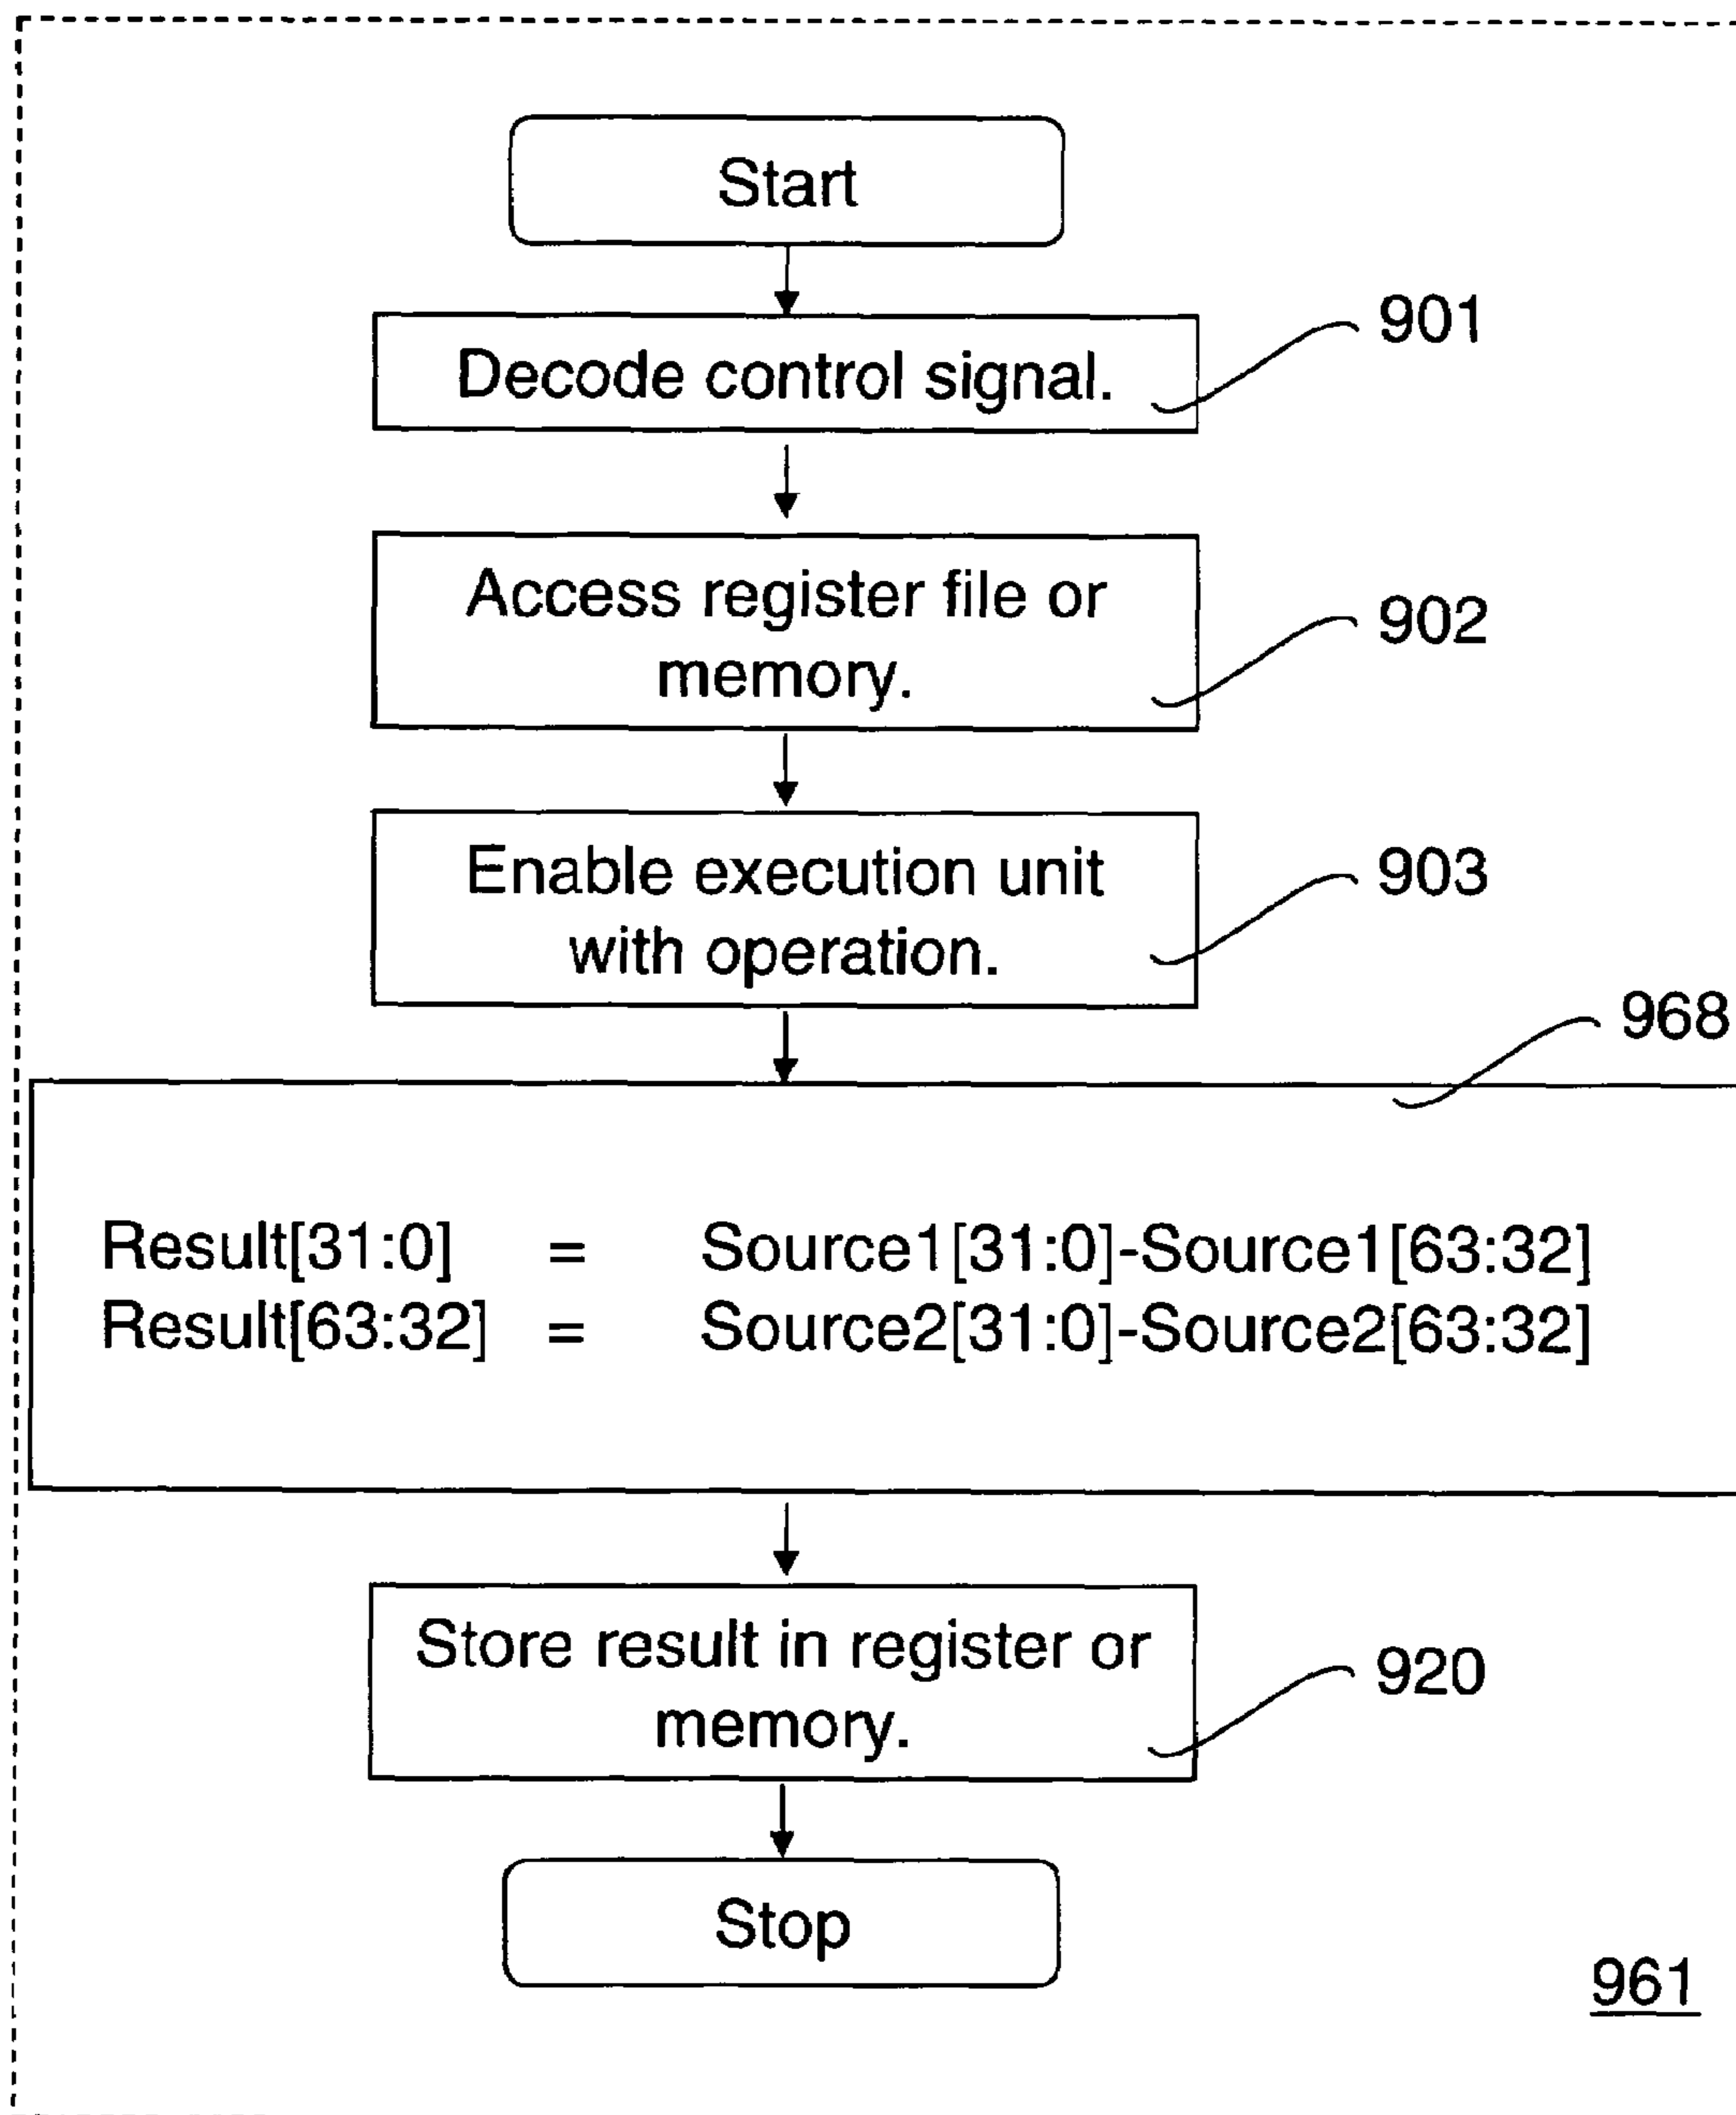 Start
Decode control signal.
901
Access register file or
memory.
902
Enable execution unit
with operation.
903
968
Result[31:0] = Source1[31:0]-Source1[63:32]
Result[63:32] = Source2[31:0]-Source2[63:32]
Store result in register or
memory.
920
Stop
961